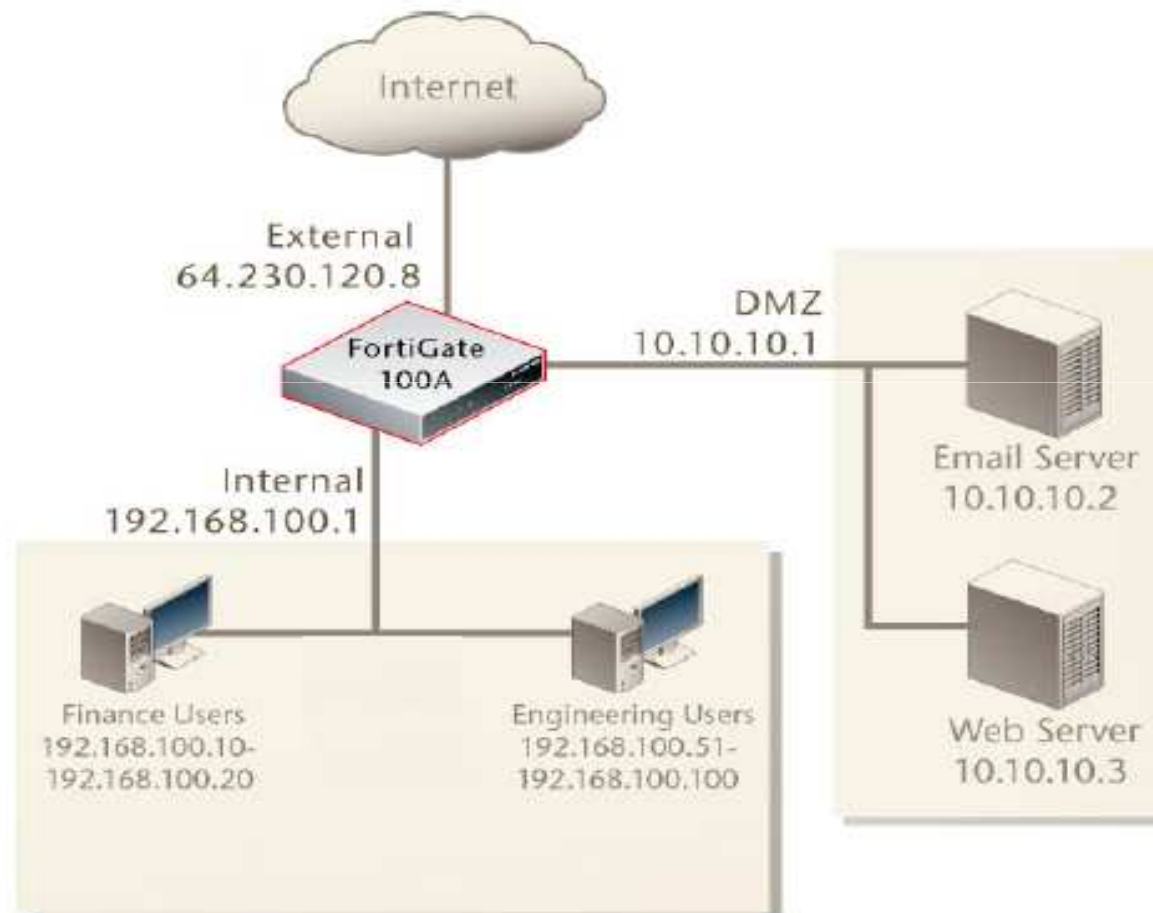 Internet
External
64.230.120.8
FortiGate
100A
DMZ
10.10.10.1
Email Server
10.10.10.2
Internal
192.168.100.1
Web Server
10.10.10.3
Finance Users
192.168.100.10-
192.168.100.20
Engineering Users
192.168.100.51-
192.168.100.100